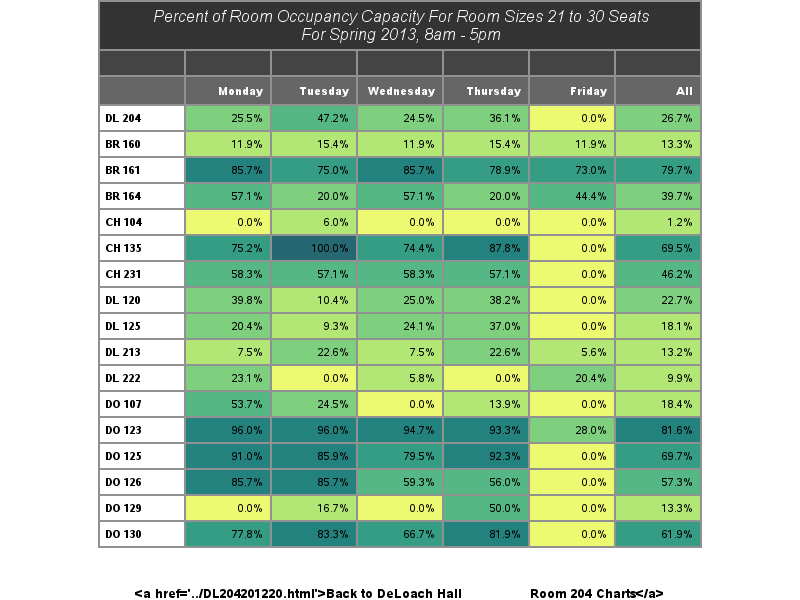 Percent of Room Occupancy Capacity For Room Sizes 21 to 30 Seats
For Spring 2013, 8am - 5pm
Monday Tuesday Wednesday Thursday Friday All
DL 204 25.5% 47.2% 24.5% 36.1% 0.0% 26.7%
BR 160 11.9% 15.4% 11.9% 15.4% 11.9% 13.3%
BR 161 85.7% 75.0% 85.7% 78.9% 73.0% 79.7%
BR 164 57.1% 20.0% 57.1% 20.0% 44.4% 39.7%
CH 104 0.0% 6.0% 0.0% 0.0% 0.0% 1.2%
CH 135 75.2% 100.0% 74.4% 87.8% 0.0% 69.5%
CH 231 58.3% 57.1% 58.3% 57.1% 0.0% 46.2%
DL 120 39.8% 10.4% 25.0% 38.2% 0.0% 22.7%
DL 125 20.4% 9.3% 24.1% 37.0% 0.0% 18.1%
DL 213 7.5% 22.6% 7.5% 22.6% 5.6% 13.2%
DL 222 23.1% 0.0% 5.8% 0.0% 20.4% 9.9%
DO 107 53.7% 24.5% 0.0% 13.9% 0.0% 18.4%
DO 123 96.0% 96.0% 94.7% 93.3% 28.0% 81.6%
DO 125 91.0% 85.9% 79.5% 92.3% 0.0% 69.7%
DO 126 85.7% 85.7% 59.3% 56.0% 0.0% 57.3%
DO 129 0.0% 16.7% 0.0% 50.0% 0.0% 13.3%
DO 130 77.8% 83.3% 66.7% 81.9% 0.0% 61.9%
<a href='../DL204201220.html'>Back to DeLoach Hall Room 204 Charts</a>